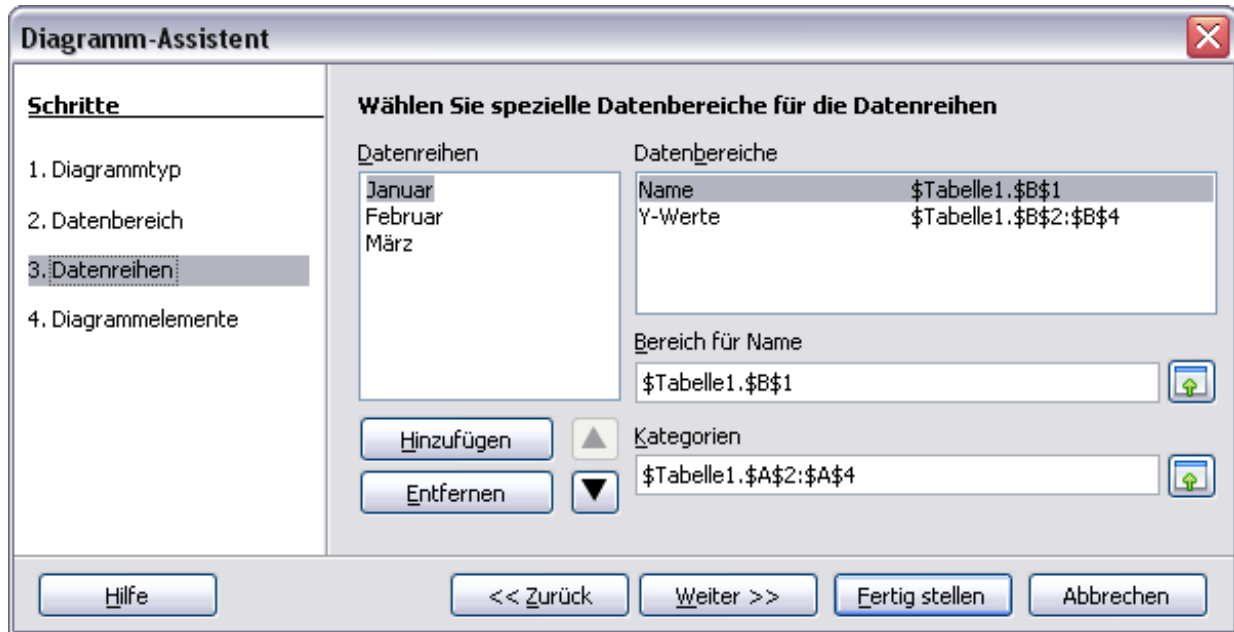 Diagramm-Assistent
Schritte
1. Diagrammtyp
2. Datenbereich
3. Datenreihen
4. Diagrammelemente
Wählen Sie spezielle Datenbereiche für die Datenreihen
Datenreihen
Januar
Februar
März
Hinzufügen
Entfernen
Datenbereiche
Name $Tabelle1.$B$1
Y-Werte $Tabelle1.$B$2:$B$4
Bereich für Name
$Tabelle1.$B$1
Kategorien
$Tabelle1.$A$2:$A$4
Hilfe
<< Zurück
Weiter >>
Fertig stellen
Abbrechen